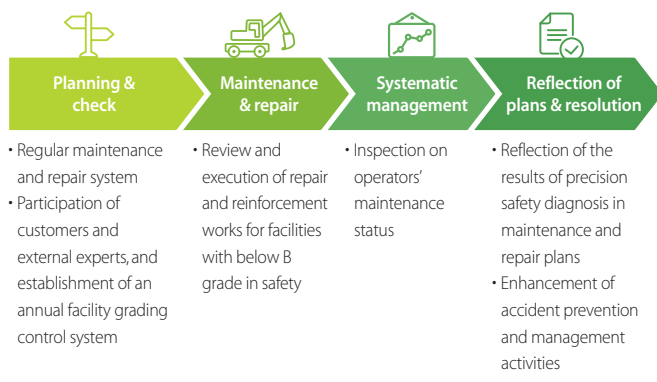 Planning &
check
Maintenance
& repair
Systematic
management
Reflection of
plans & resolution
• Regular maintenance
and repair system
• Participation of
customers and
external experts, and
establishment of an
annual facility grading
control system
• Review and
execution of repair
and reinforcement
works for facilities
with below B
grade in safety
• Inspection on
operators'
maintenance
status
• Reflection of the
results of precision
safety diagnosis in
maintenance and
repair plans
• Enhancement of
accident prevention
and management
activities